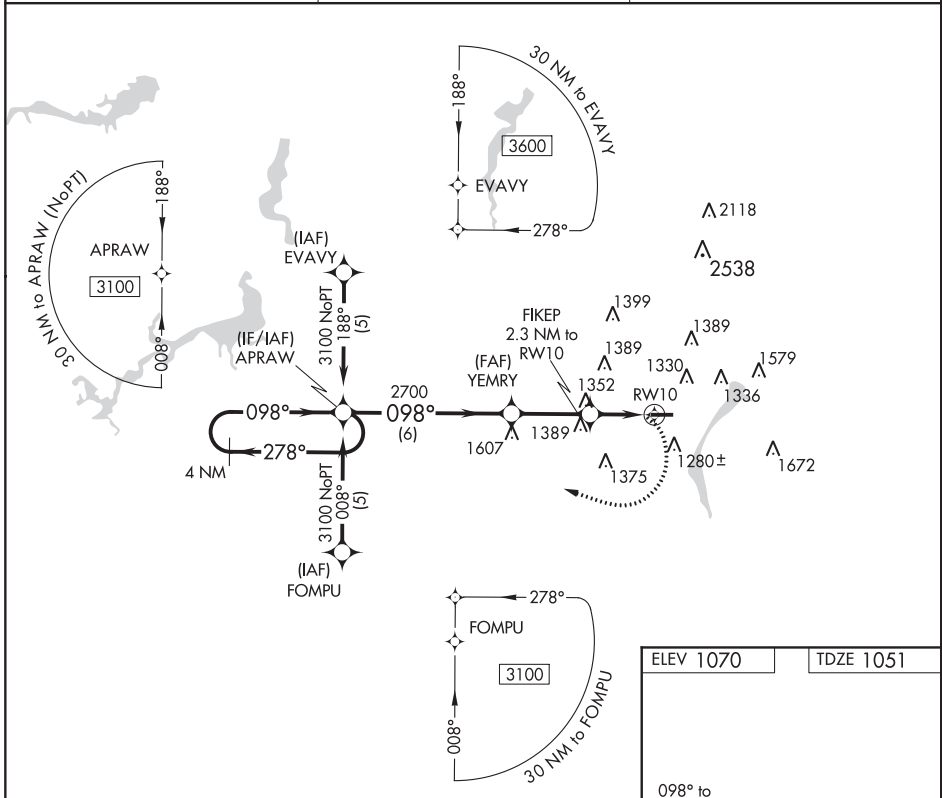 30 NM to EVAVY
188°
3600
EVAVY
278°
30 NM to APRAW (NoPT)
188°
APRAW
3100
008°
2118
2538
(IAF)
EVAVY
3100 NoPT
188°
(5)
1399
FIKEP
2.3 NM to
RW10
1389
1389
(IF/IAF)
APRAW
(FAF)
YEMRY
1352
1330
1579
1336
RW10
2700
098°
098°
(6)
1607
1389
278°
4 NM
1375
1280±
1672
3100 NoPT
008°
(5)
(IAF)
FOMPU
278°
FOMPU
3100
008°
30 NM to FOMPU
ELEV 1070
TDZE 1051
098° to